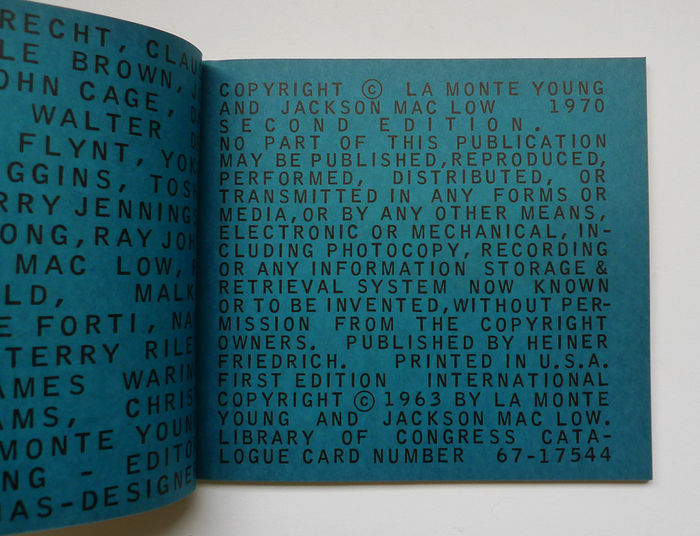 RECHT, CLAU
LE BROWN, J
OHN CAGE, D
WALTER D
FLYNT, YOK
GGINS, TOSH
RRY JENNINGS
ONG, RAY JOH
MAC LOW, R
LD, MALK
E FORTI, NA
TERRY RILE
AMES WARIN
AMS, CHRIS
MONTE YOUN
NG - EDITO
AS-DESIGNE
COPYRIGHT © LA MONTE YOUNG
AND JACKSON MAC LOW 1970
SECOND EDITION.
NO PART OF THIS PUBLICATION
MAY BE PUBLISHED, REPRODUCED,
PERFORMED, DISTRIBUTED, OR
TRANSMITTED IN ANY FORMS OR
MEDIA, OR BY ANY OTHER MEANS,
ELECTRONIC OR MECHANICAL, IN-
CLUDING PHOTOCOPY, RECORDING
OR ANY INFORMATION STORAGE &
RETRIEVAL SYSTEM NOW KNOWN
OR TO BE INVENTED, WITHOUT PER-
MISSION FROM THE COPYRIGHT
OWNERS. PUBLISHED BY HEINER
FRIEDRICH. PRINTED IN U.S.A.
FIRST EDITION INTERNATIONAL
COPYRIGHT © 1963 BY LA MONTE
YOUNG AND JACKSON MAC LOW.
LIBRARY OF CONGRESS CATA-
LOGUE CARD NUMBER 67-17544